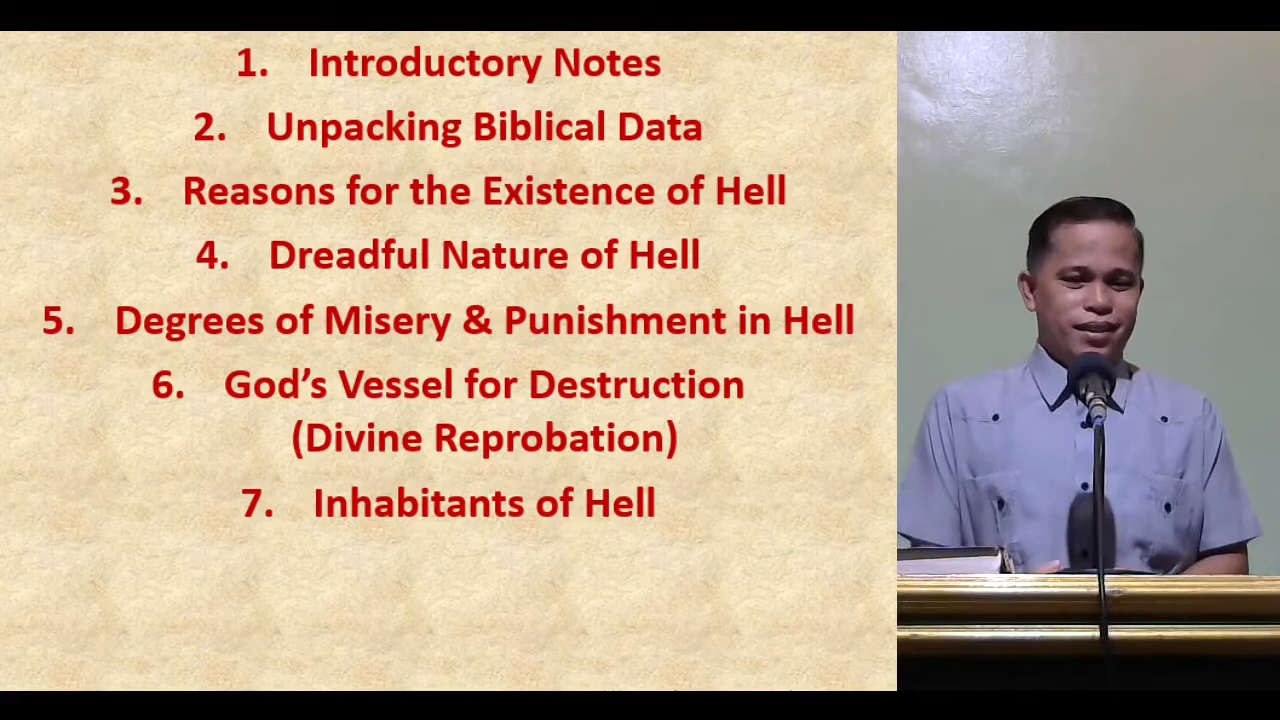 1. Introductory Notes
2. Unpacking Biblical Data
3. Reasons for the Existence of Hell
4. Dreadful Nature of Hell
5. Degrees of Misery & Punishment in Hell
6. God’s Vessel for Destruction
(Divine Reprobation)
7. Inhabitants of Hell